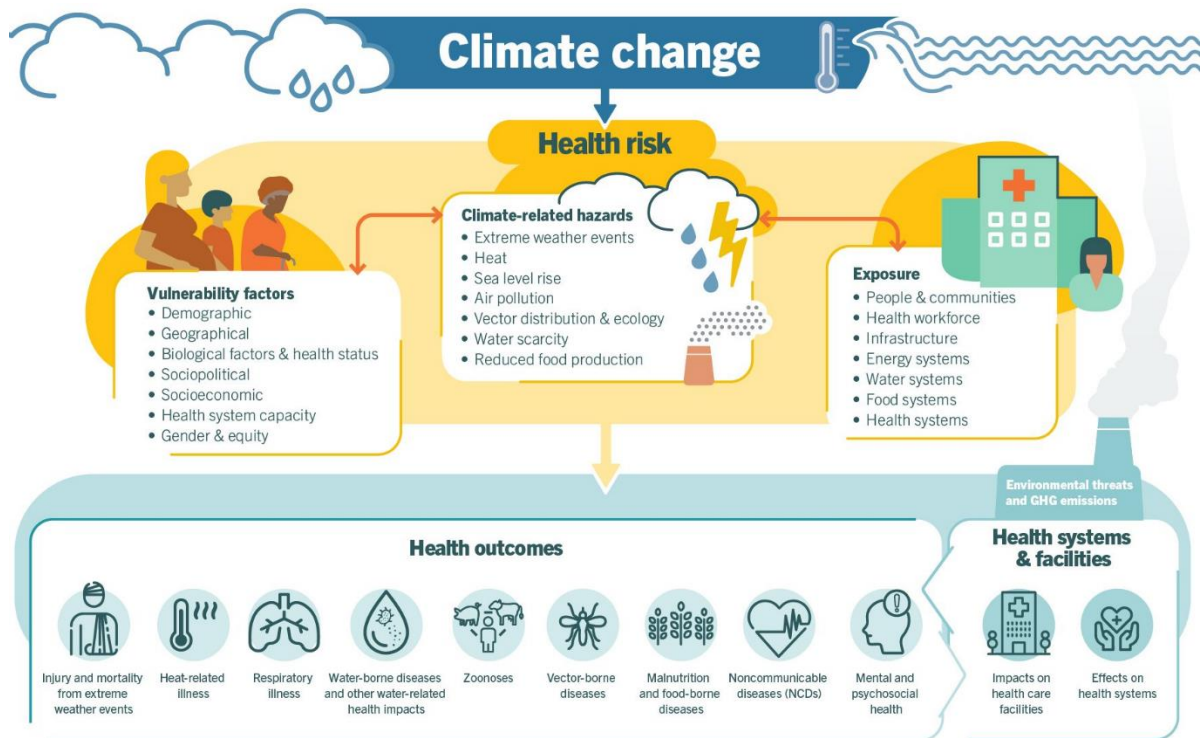 Climate change
Health risk
Climate-related hazards
• Extreme weather events
• Heat
• Sea level rise
• Air pollution
• Vector distribution & ecology
• Water scarcity
• Reduced food production
Vulnerability factors
• Demographic
• Geographical
• Biological factors & health status
• Sociopolitical
• Socioeconomic
• Health system capacity
• Gender & equity
Exposure
• People & communities
• Health workforce
• Infrastructure
• Energy systems
• Water systems
• Food systems
• Health systems
Environmental threats
and GHG emissions
Health outcomes
Injury and mortality
from extreme
weather events
Heat-related
illness
Respiratory
illness
Water-borne diseases
and other water-related
health impacts
Zoonoses
Vector-borne
diseases
Malnutrition
and food-borne
diseases
Noncommunicable
diseases (NCDs)
Mental and
psychosocial
health
Health systems
& facilities
Impacts on
health care
facilities
Effects on
health systems